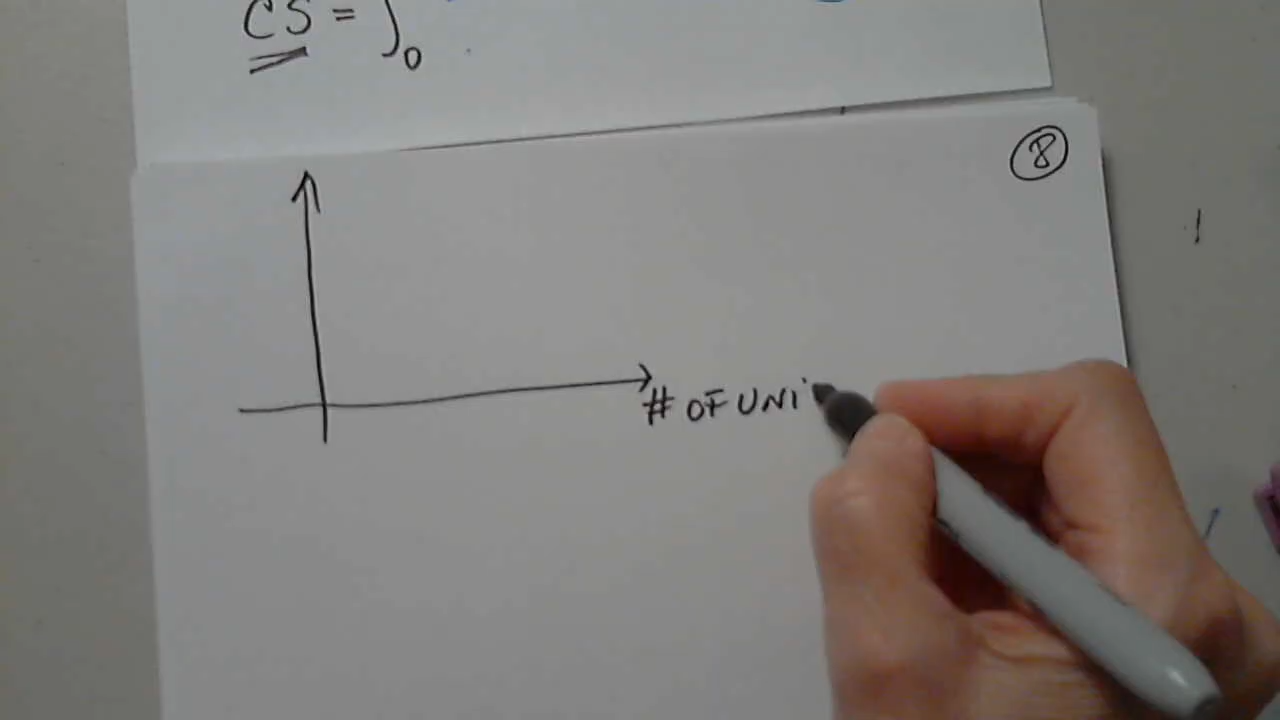 CS = ∫₀
8
# OF UNI